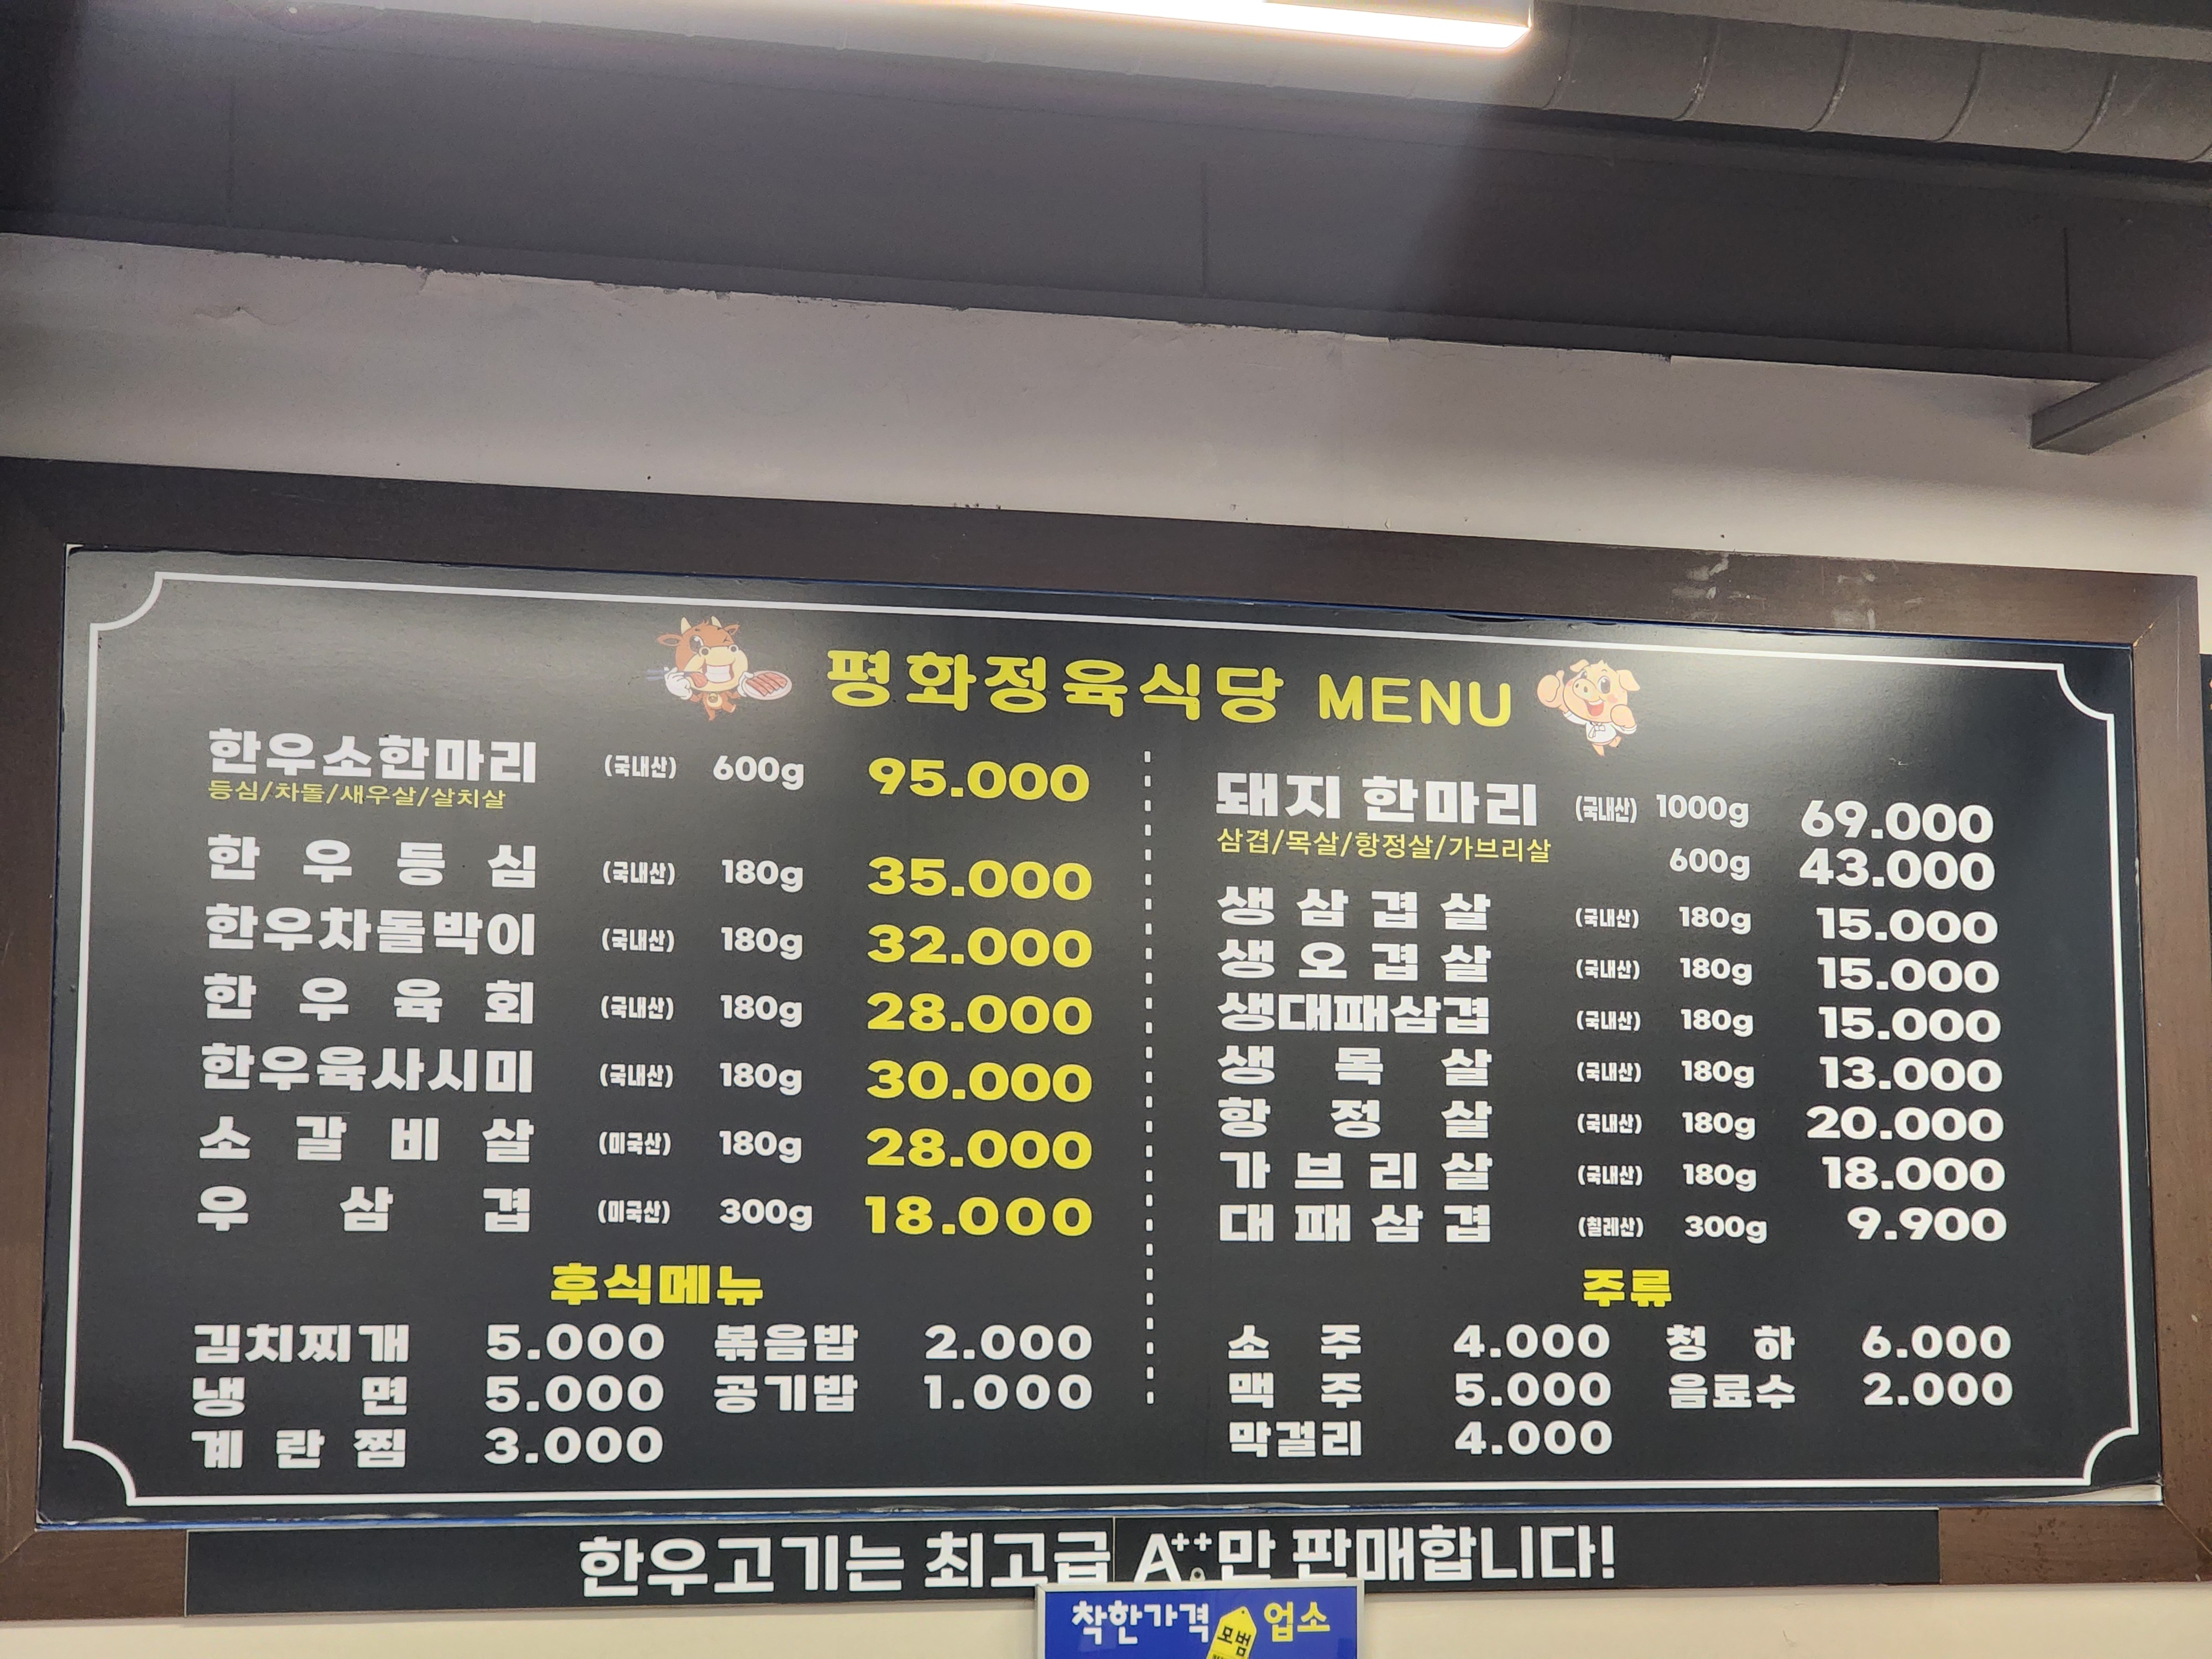 평화정육식당 MENU
한우소한마리 (국내산) 600g 95.000
등심/차돌/새우살/살치살
한우등심 (국내산) 180g 35.000
한우차돌박이 (국내산) 180g 32.000
한우육회 (국내산) 180g 28.000
한우육사시미 (국내산) 180g 30.000
소갈비살 (미국산) 180g 28.000
우삼겹 (미국산) 300g 18.000
후식메뉴
김치찌개 5.000 볶음밥 2.000
냉면 5.000 공기밥 1.000
계란찜 3.000
돼지 한마리 (국내산) 1000g 69.000
삼겹/목살/항정살/가브리살 600g 43.000
생삼겹살 (국내산) 180g 15.000
생오겹살 (국내산) 180g 15.000
생대패삼겹 (국내산) 180g 15.000
생목살 (국내산) 180g 13.000
항정살 (국내산) 180g 20.000
가브리살 (국내산) 180g 18.000
대패삼겹 (칠레산) 300g 9.900
주류
소주 4.000 청하 6.000
맥주 5.000 음료수 2.000
막걸리 4.000
한우고기는 최고급 A++만 판매합니다!
착한가격 모범 업소